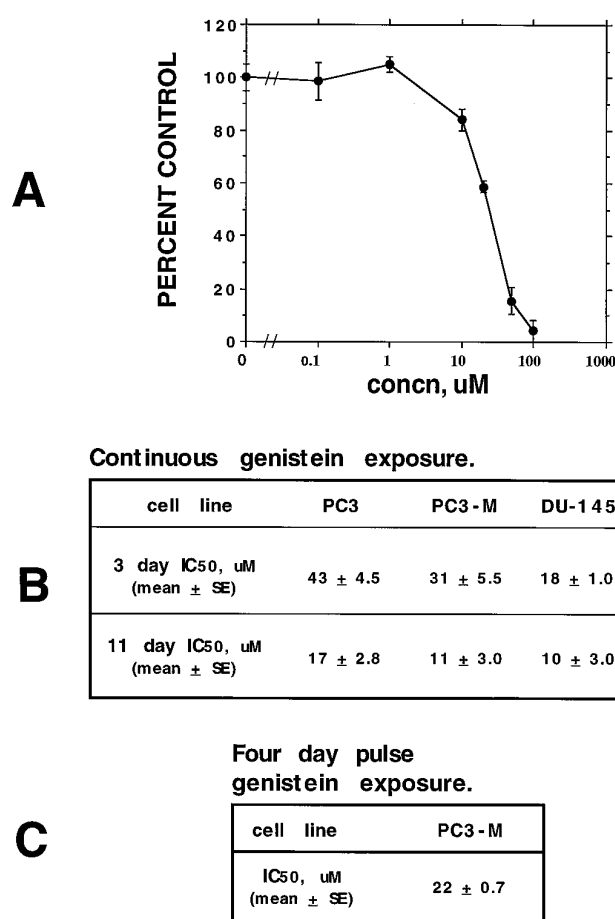 A
PERCENT CONTROL
120
100
80
60
40
20
0
0 0.1 1 10 100 1000
concn, uM
B
Continuous genistein exposure.
cell line PC3 PC3-M DU-145
3 day IC50, uM
(mean ± SE) 43 ± 4.5 31 ± 5.5 18 ± 1.0
11 day IC50, uM
(mean ± SE) 17 ± 2.8 11 ± 3.0 10 ± 3.0
C
Four day pulse
genistein exposure.
cell line PC3-M
IC50, uM
(mean ± SE) 22 ± 0.7